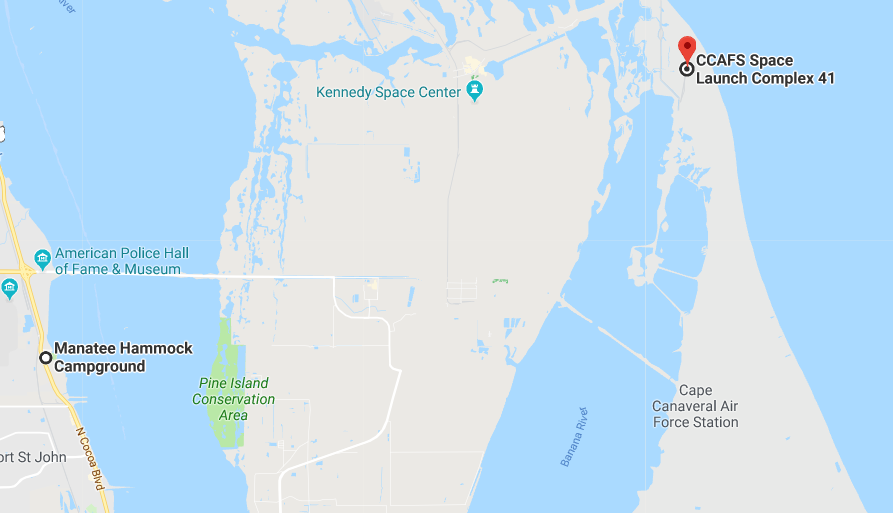 River
CCAFS Space
Launch Complex 41
Kennedy Space Center
American Police Hall
of Fame & Museum
Manatee Hammock
Campground
Pine Island
Conservation
Area
Cape
Canaveral Air
Force Station
Banana River
N Cocoa Blvd
ort St John